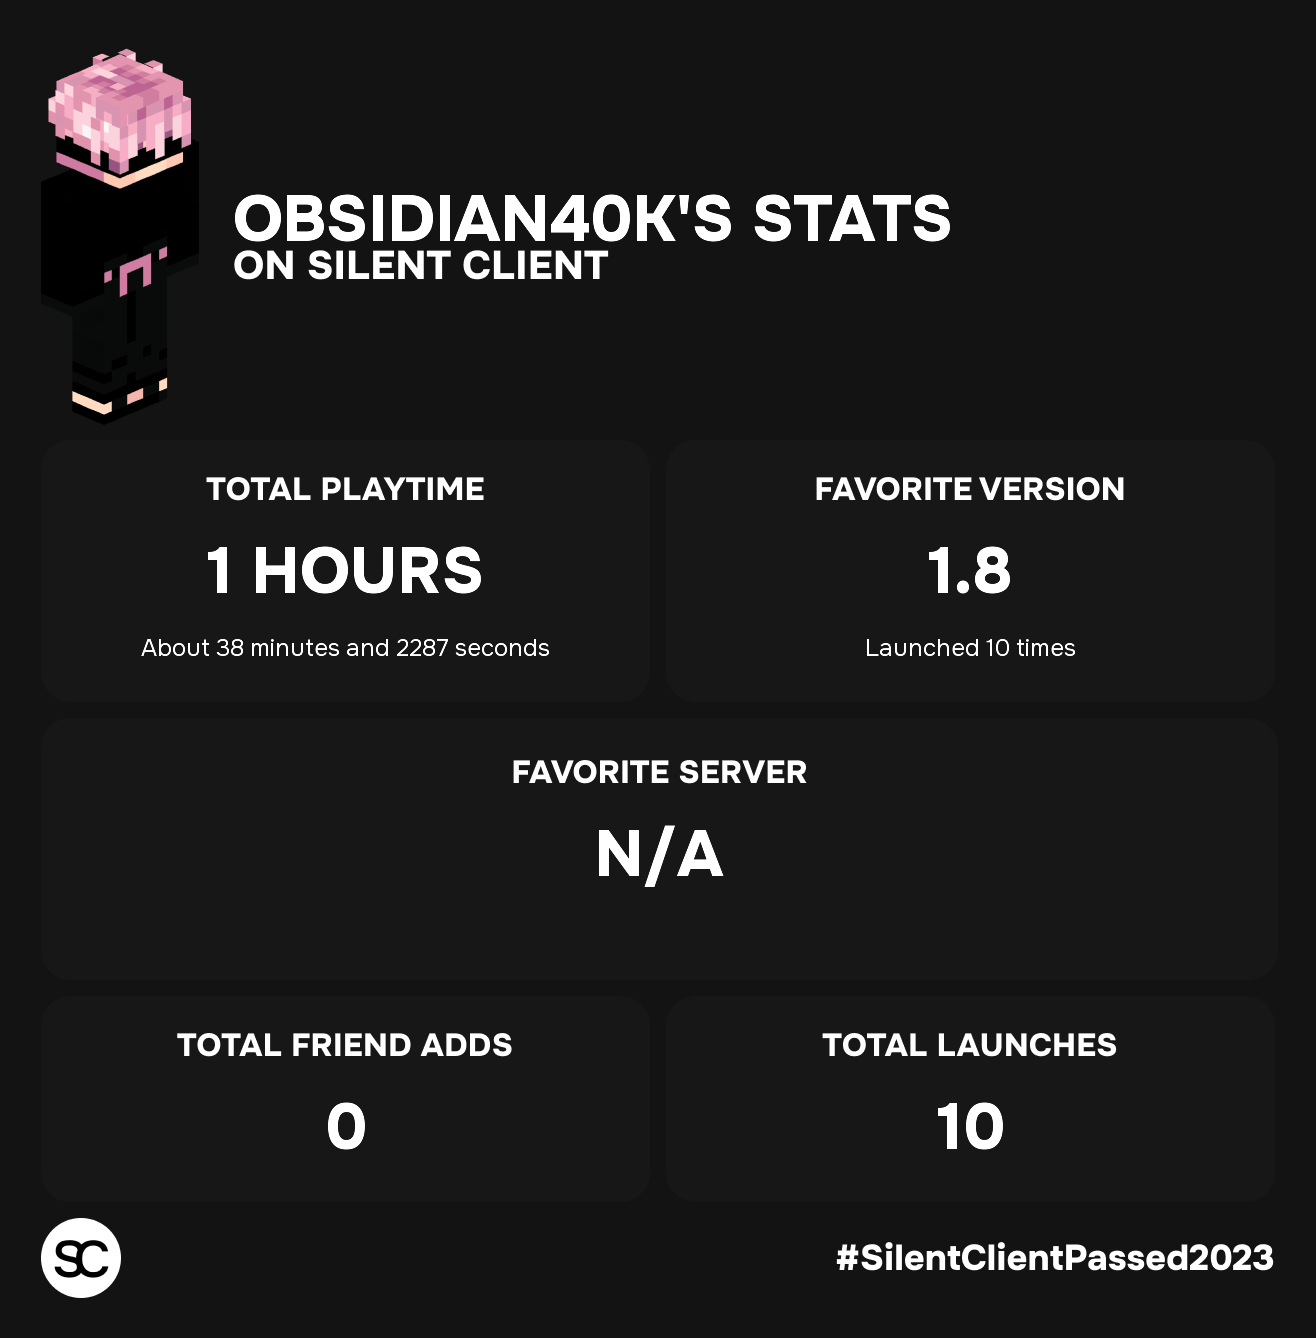 OBSIDIAN40K'S STATS
ON SILENT CLIENT
TOTAL PLAYTIME
1 HOURS
About 38 minutes and 2287 seconds
FAVORITE VERSION
1.8
Launched 10 times
FAVORITE SERVER
N/A
TOTAL FRIEND ADDS
0
TOTAL LAUNCHES
10
SC
#SilentClientPassed2023